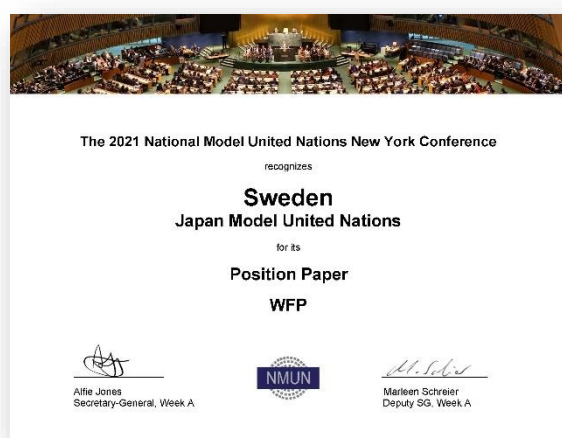 The 2021 National Model United Nations New York Conference
recognizes
Sweden
Japan Model United Nations
for its
Position Paper
WFP
NMUN
Alfie Jones
Secretary-General, Week A
Marleen Schreier
Deputy SG, Week A